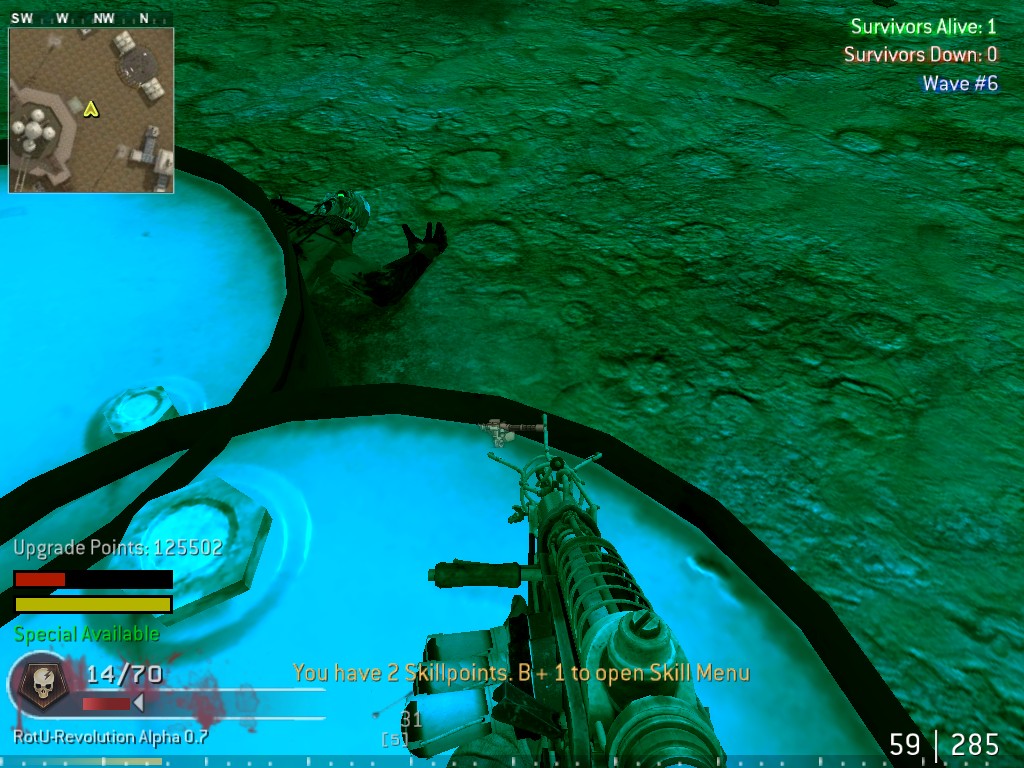 SW W NW N
Survivors Alive: 1
Survivors Down: 0
Wave #6
Upgrade Points: 125502
Special Available
14/70
You have 2 Skillpoints. B + 1 to open Skill Menu
31
[5]
RotU-Revolution Alpha 0.7
59 | 285